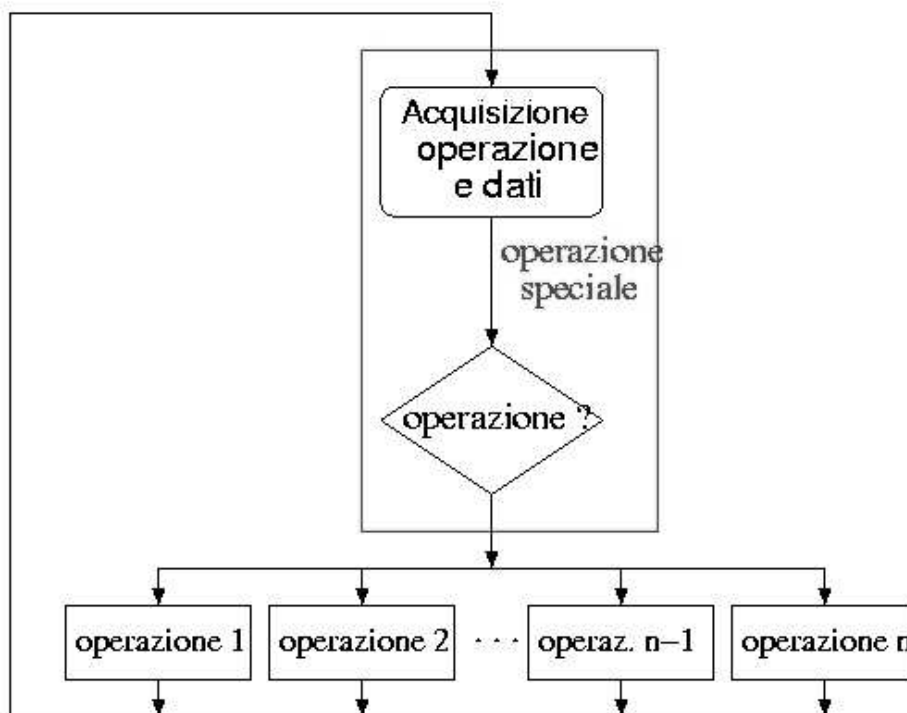 Acquisizione
operazione
e dati
operazione
speciale
operazione ?
operazione 1
operazione 2
. . .
operaz. n-1
operazione n